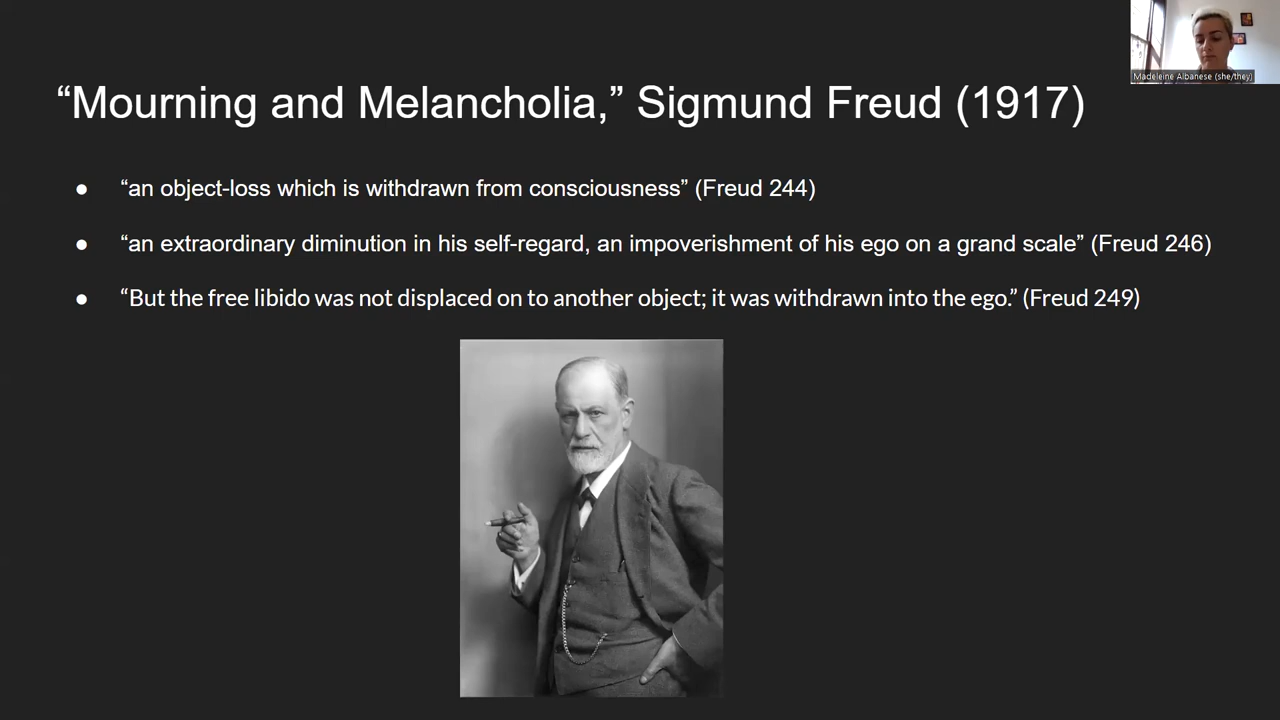 Madeleine Albanese (she/they)
“Mourning and Melancholia,” Sigmund Freud (1917)
● “an object-loss which is withdrawn from consciousness” (Freud 244)
● “an extraordinary diminution in his self-regard, an impoverishment of his ego on a grand scale” (Freud 246)
● “But the free libido was not displaced on to another object; it was withdrawn into the ego.” (Freud 249)